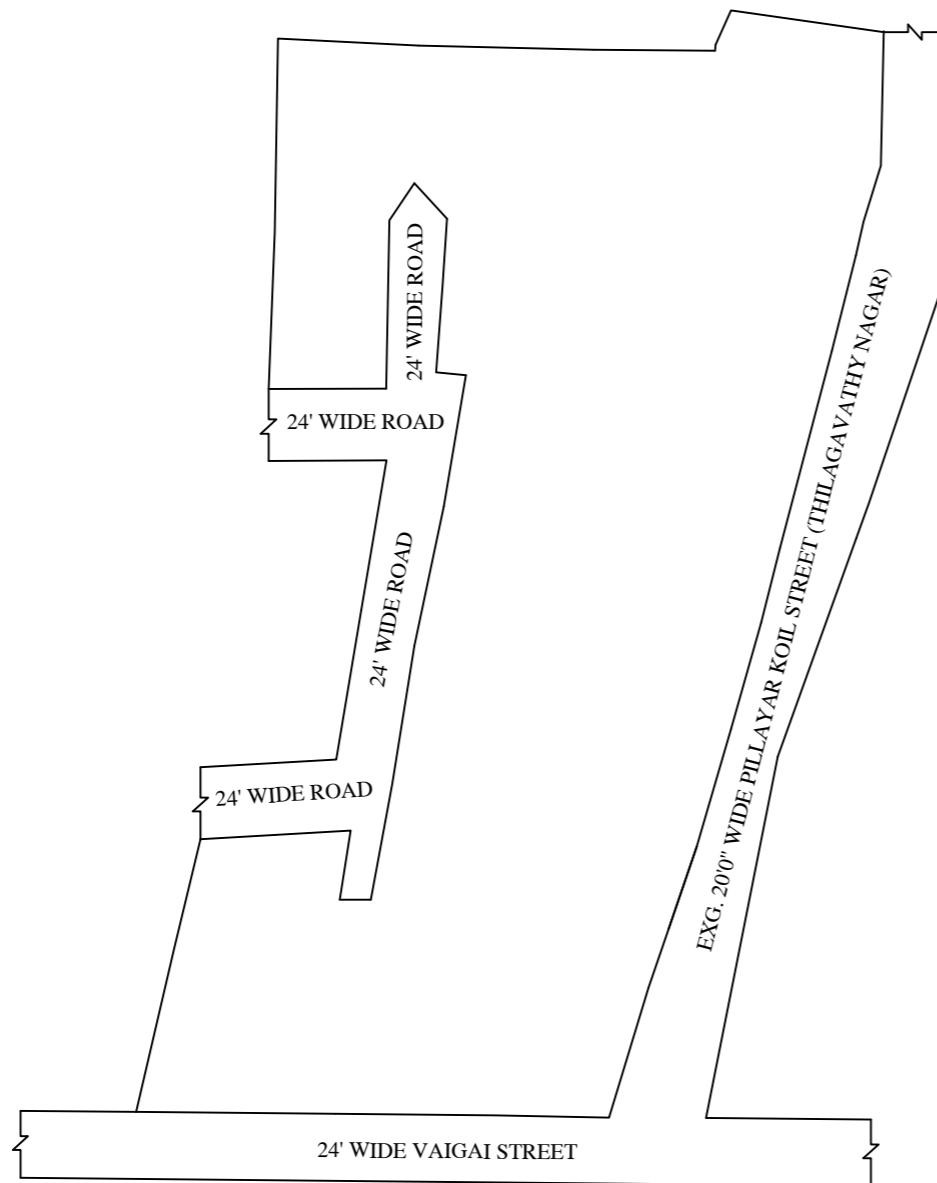 24' WIDE ROAD
24' WIDE ROAD
24' WIDE ROAD
24' WIDE ROAD
EXG. 20'0" WIDE PILLAYAR KOIL STREET (THILAGAVATHY NAGAR)
24' WIDE VAIGAI STREET